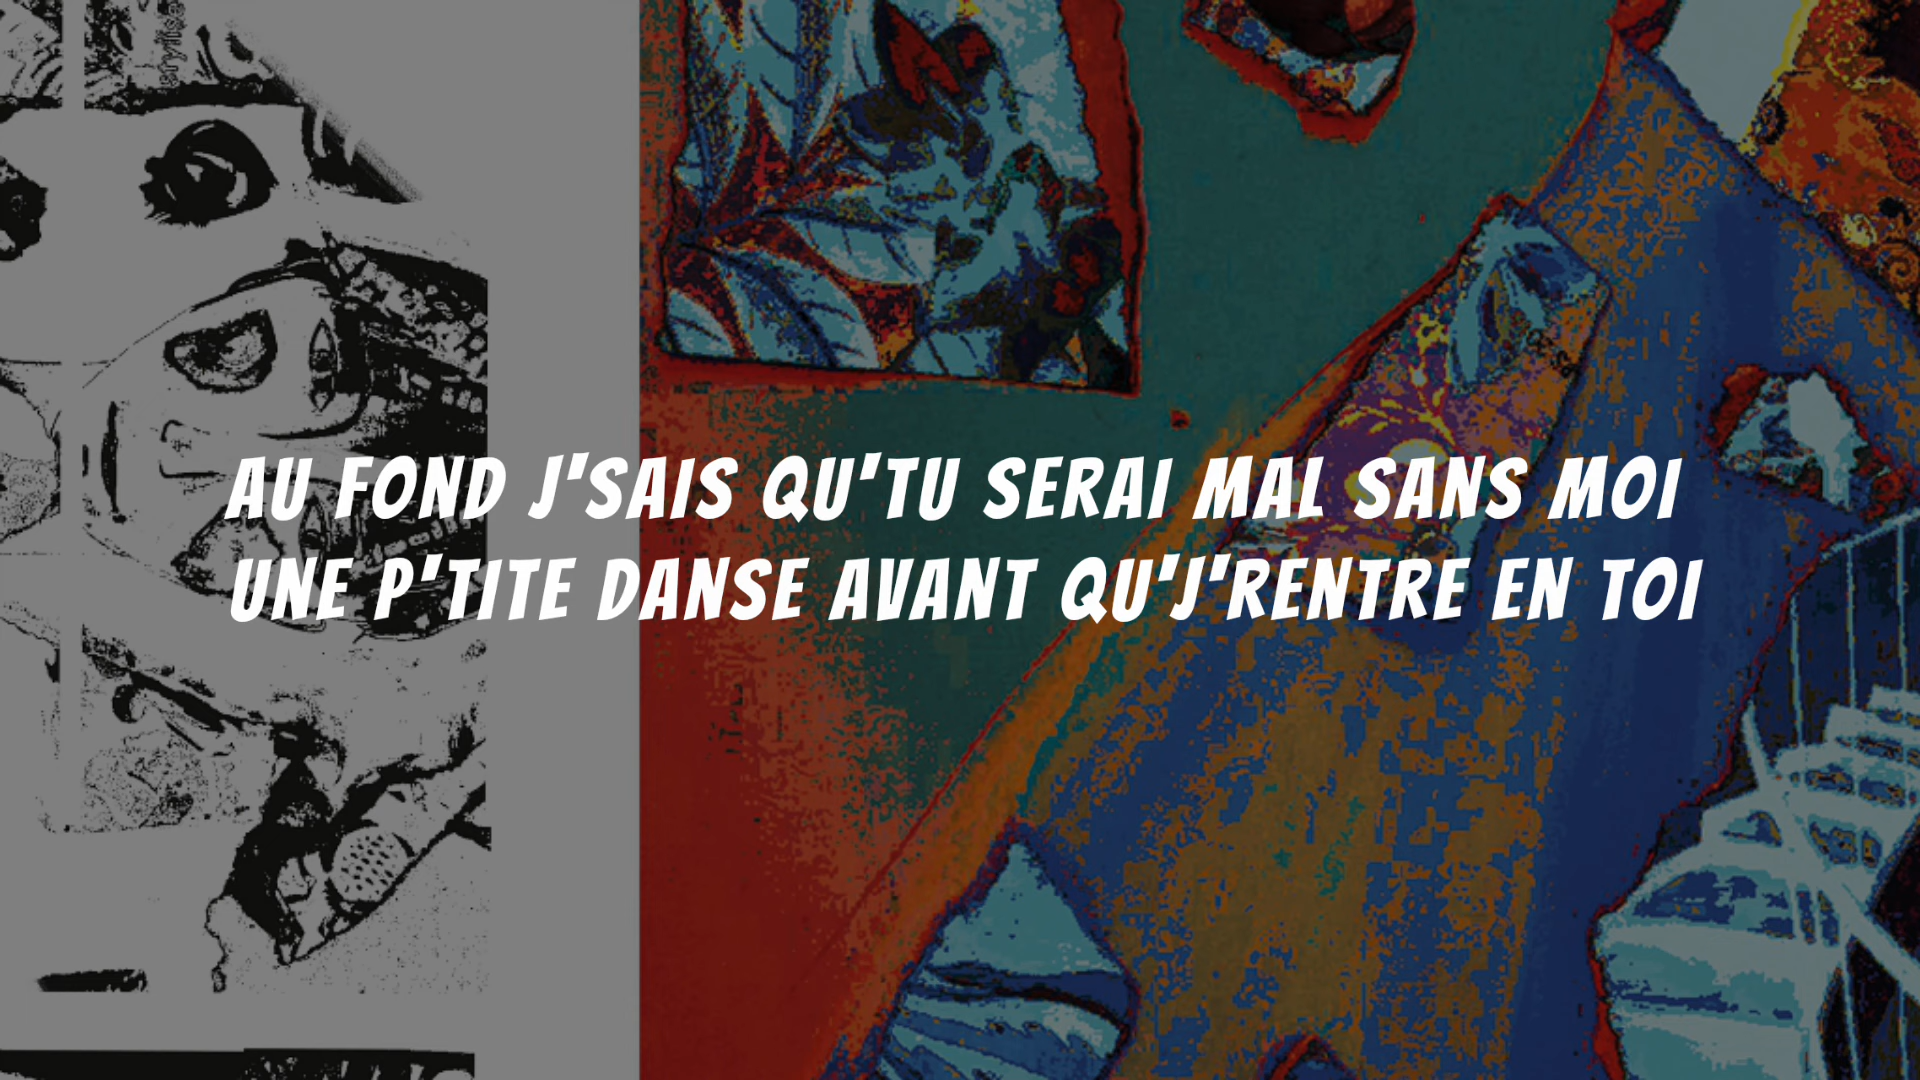 AU FOND J'SAIS QU'TU SERAI MAL SANS MOI
UNE P'TITE DANSE AVANT QU'J'RENTRE EN TOI